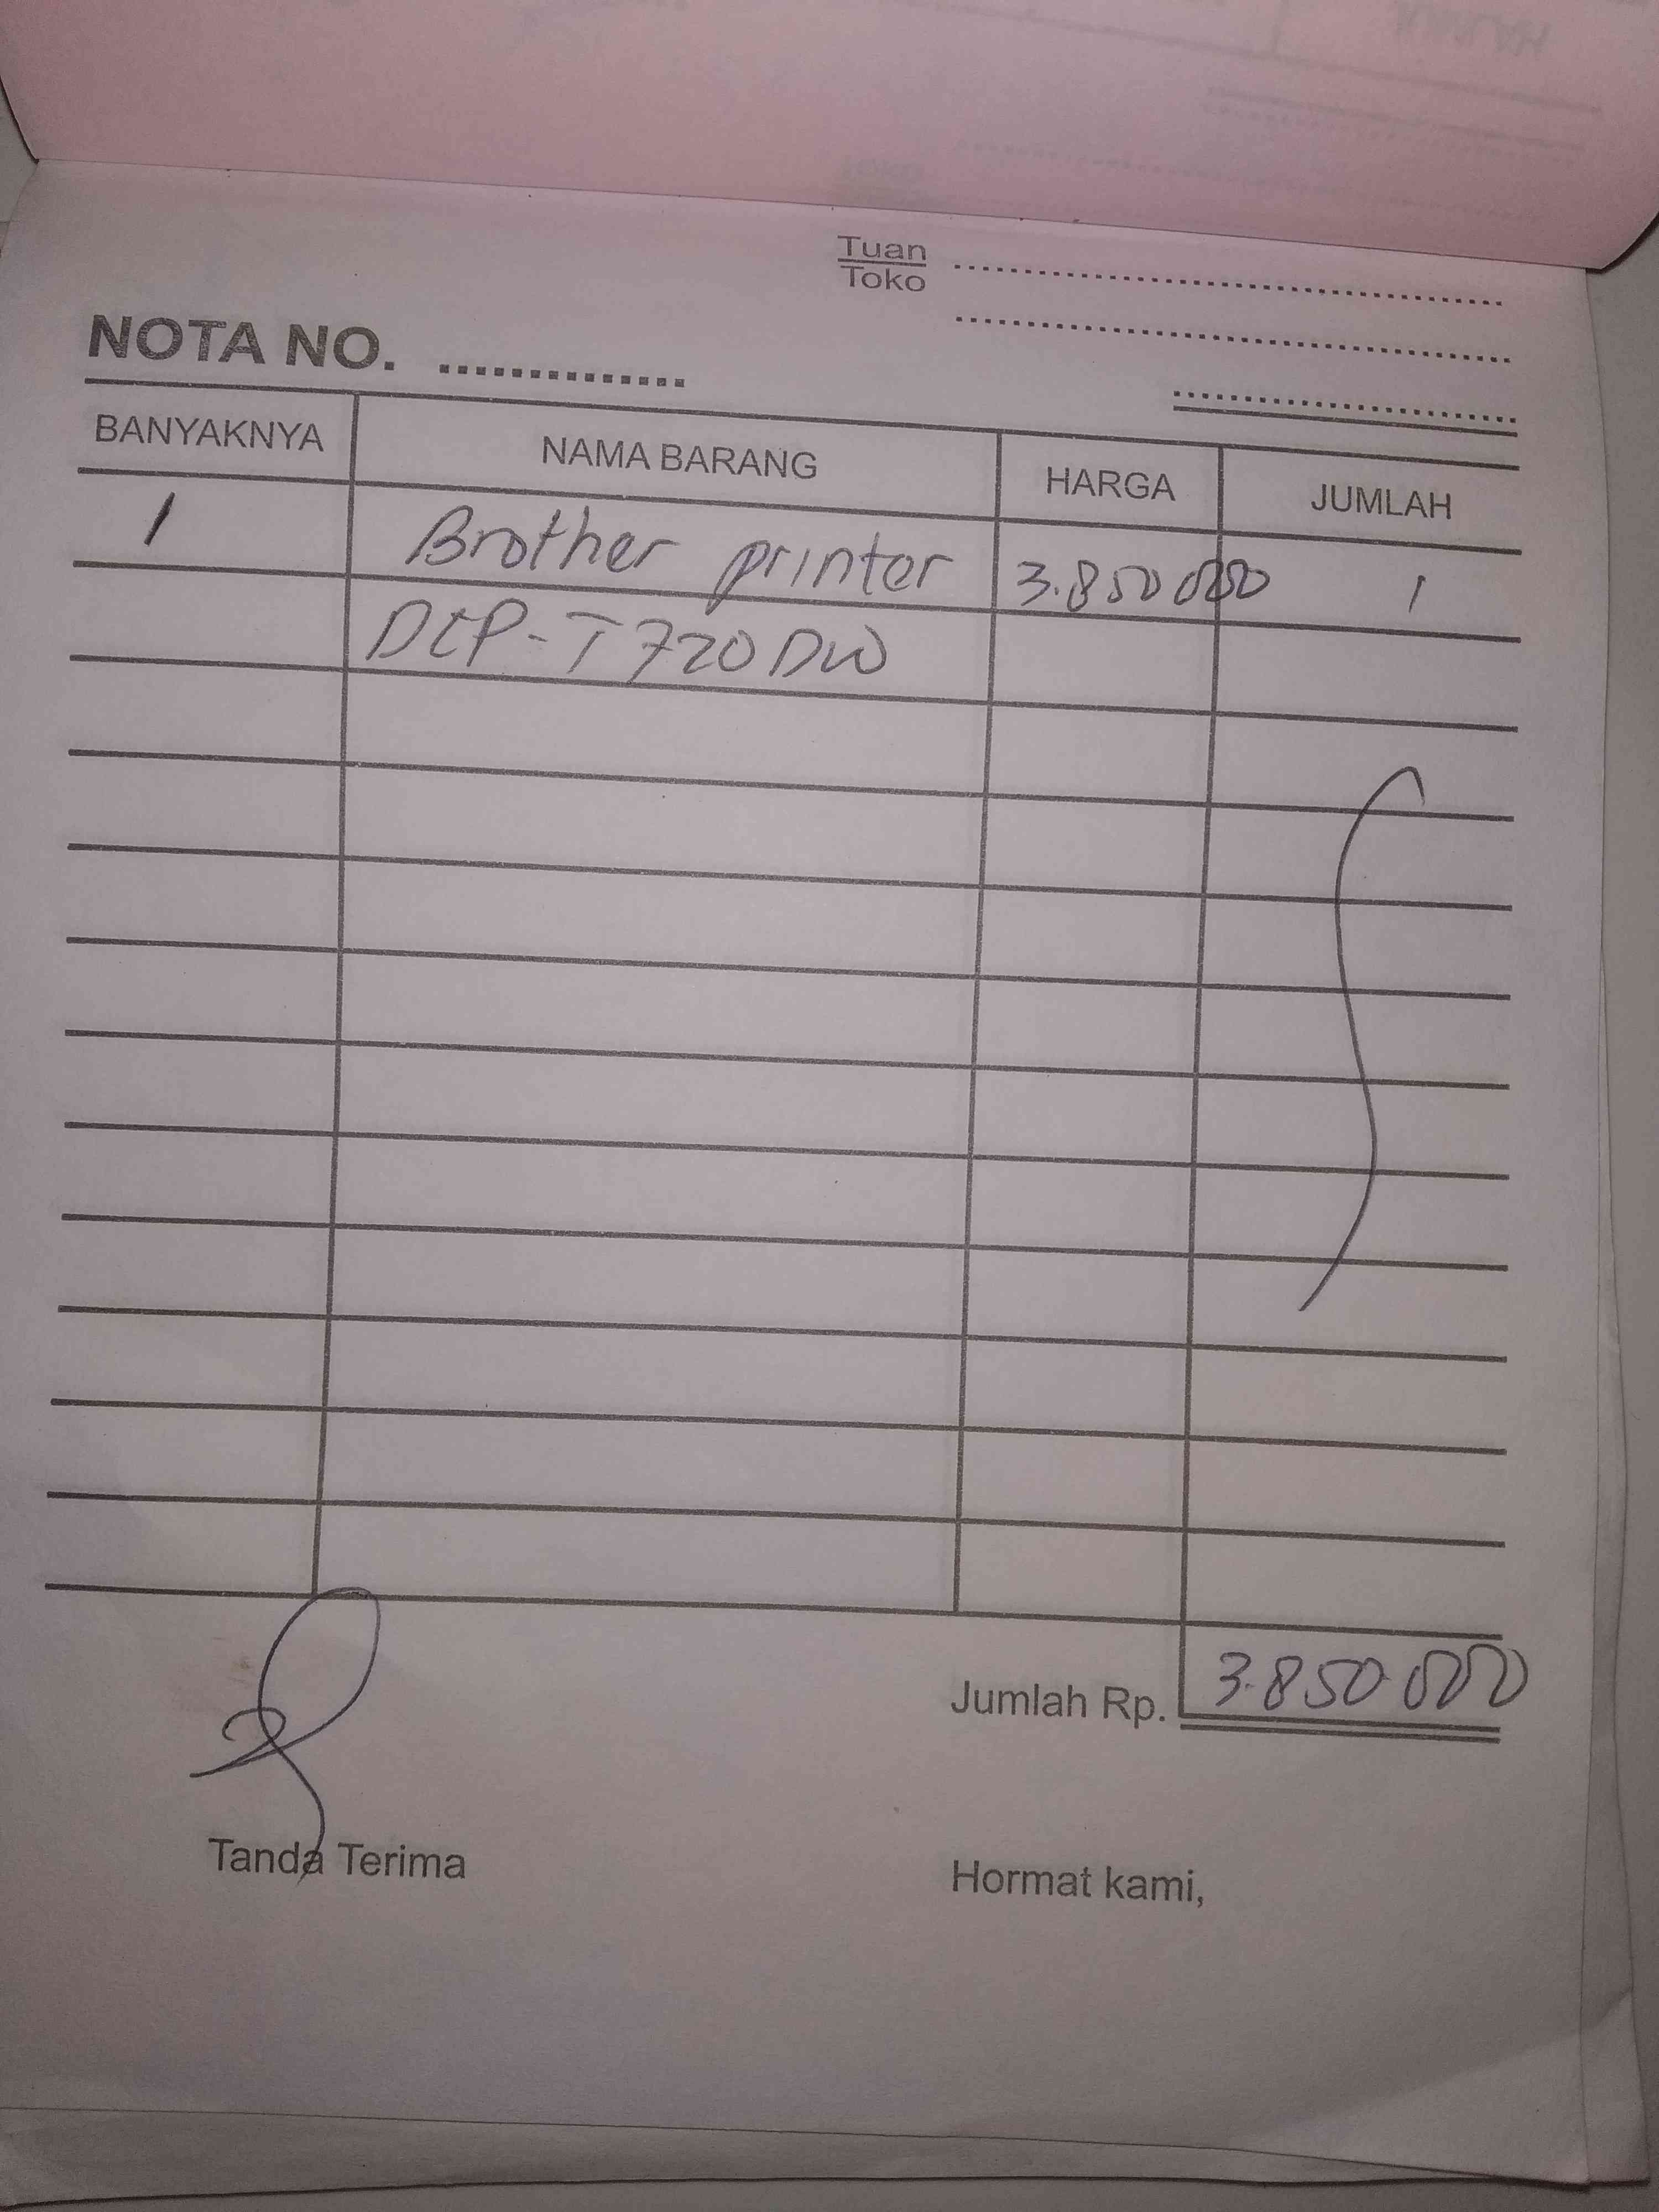 Tuan
Toko
NOTA NO. ..............
BANYAKNYA NAMA BARANG HARGA JUMLAH
1 Brother printer 3.850 000 1
DCP-T720DW
Jumlah Rp. 3.850.000
Tanda Terima Hormat kami,